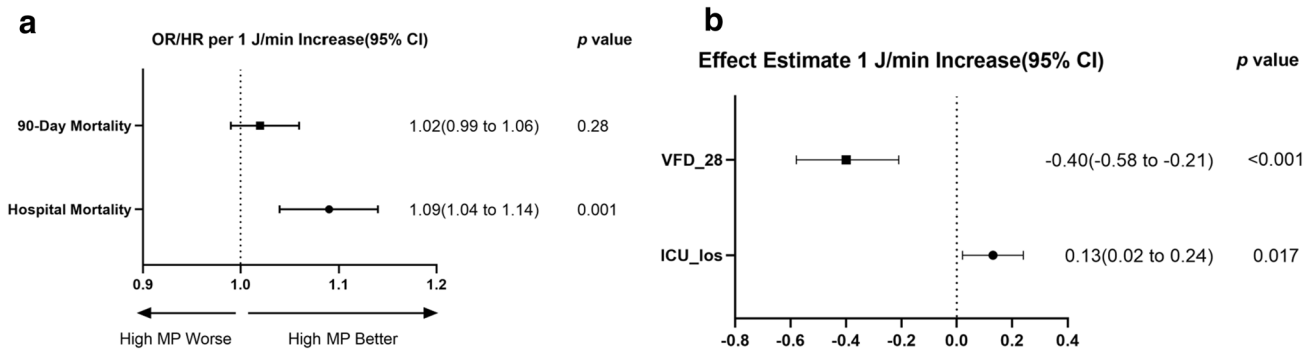 a
OR/HR per 1 J/min Increase(95% CI) p value
90-Day Mortality 1.02(0.99 to 1.06) 0.28
Hospital Mortality 1.09(1.04 to 1.14) 0.001
0.9 1.0 1.1 1.2
High MP Worse High MP Better
b
Effect Estimate 1 J/min Increase(95% CI) p value
VFD_28 -0.40(-0.58 to -0.21) <0.001
ICU_los 0.13(0.02 to 0.24) 0.017
-0.8 -0.6 -0.4 -0.2 0.0 0.2 0.4